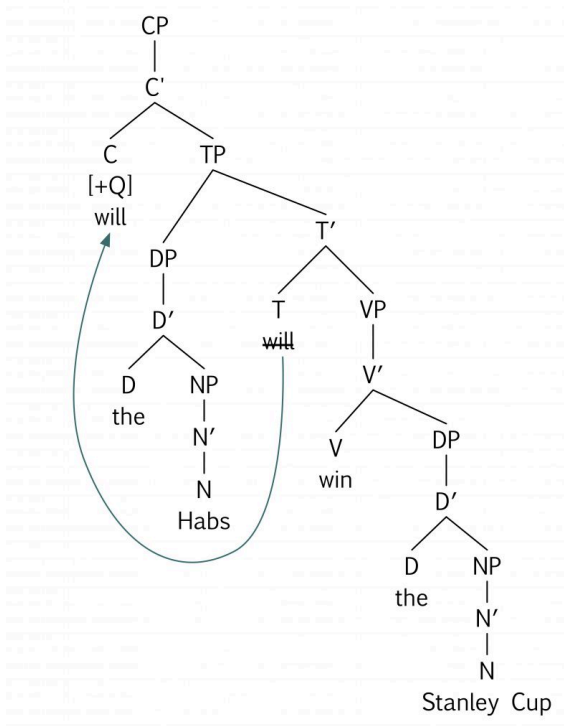 CP
C'
C TP
[+Q]
will
T′
DP
T VP
will
D′
V′
D NP
the
N′
V DP
win
N
Habs
D′
D NP
the
N′
N
Stanley Cup